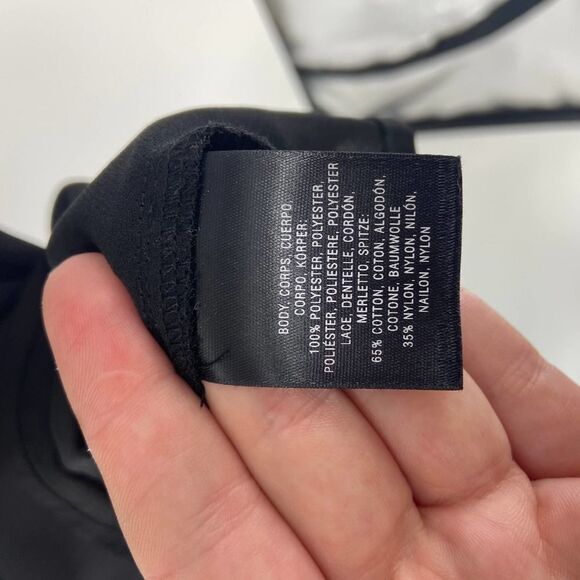 BODY, CORPS, CUERPO,
CORPO, KÖRPER:
100% POLYESTER, POLYESTER,
POLIÉSTER, POLIESTERE, POLYESTER
LACE, DENTELLE, CORDÓN,
MERLETTO, SPITZE:
65% COTTON, COTON, ALGODÓN,
COTONE, BAUMWOLLE
35% NYLON, NYLON, NILÓN,
NAILON, NYLON